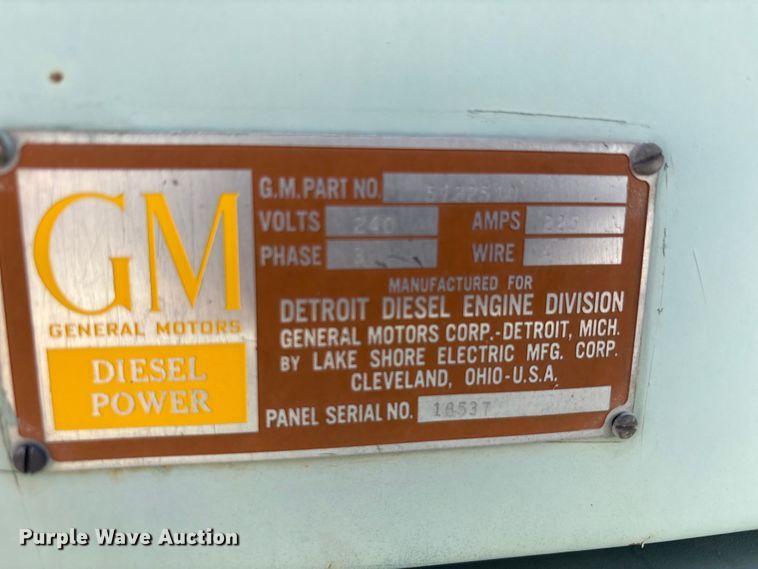 GM
GENERAL MOTORS
DIESEL
POWER
G.M. PART NO.
VOLTS 240 AMPS
PHASE WIRE
MANUFACTURED FOR
DETROIT DIESEL ENGINE DIVISION
GENERAL MOTORS CORP.-DETROIT, MICH.
BY LAKE SHORE ELECTRIC MFG. CORP.
CLEVELAND, OHIO-U.S.A.
PANEL SERIAL NO. 18537
Purple Wave Auction